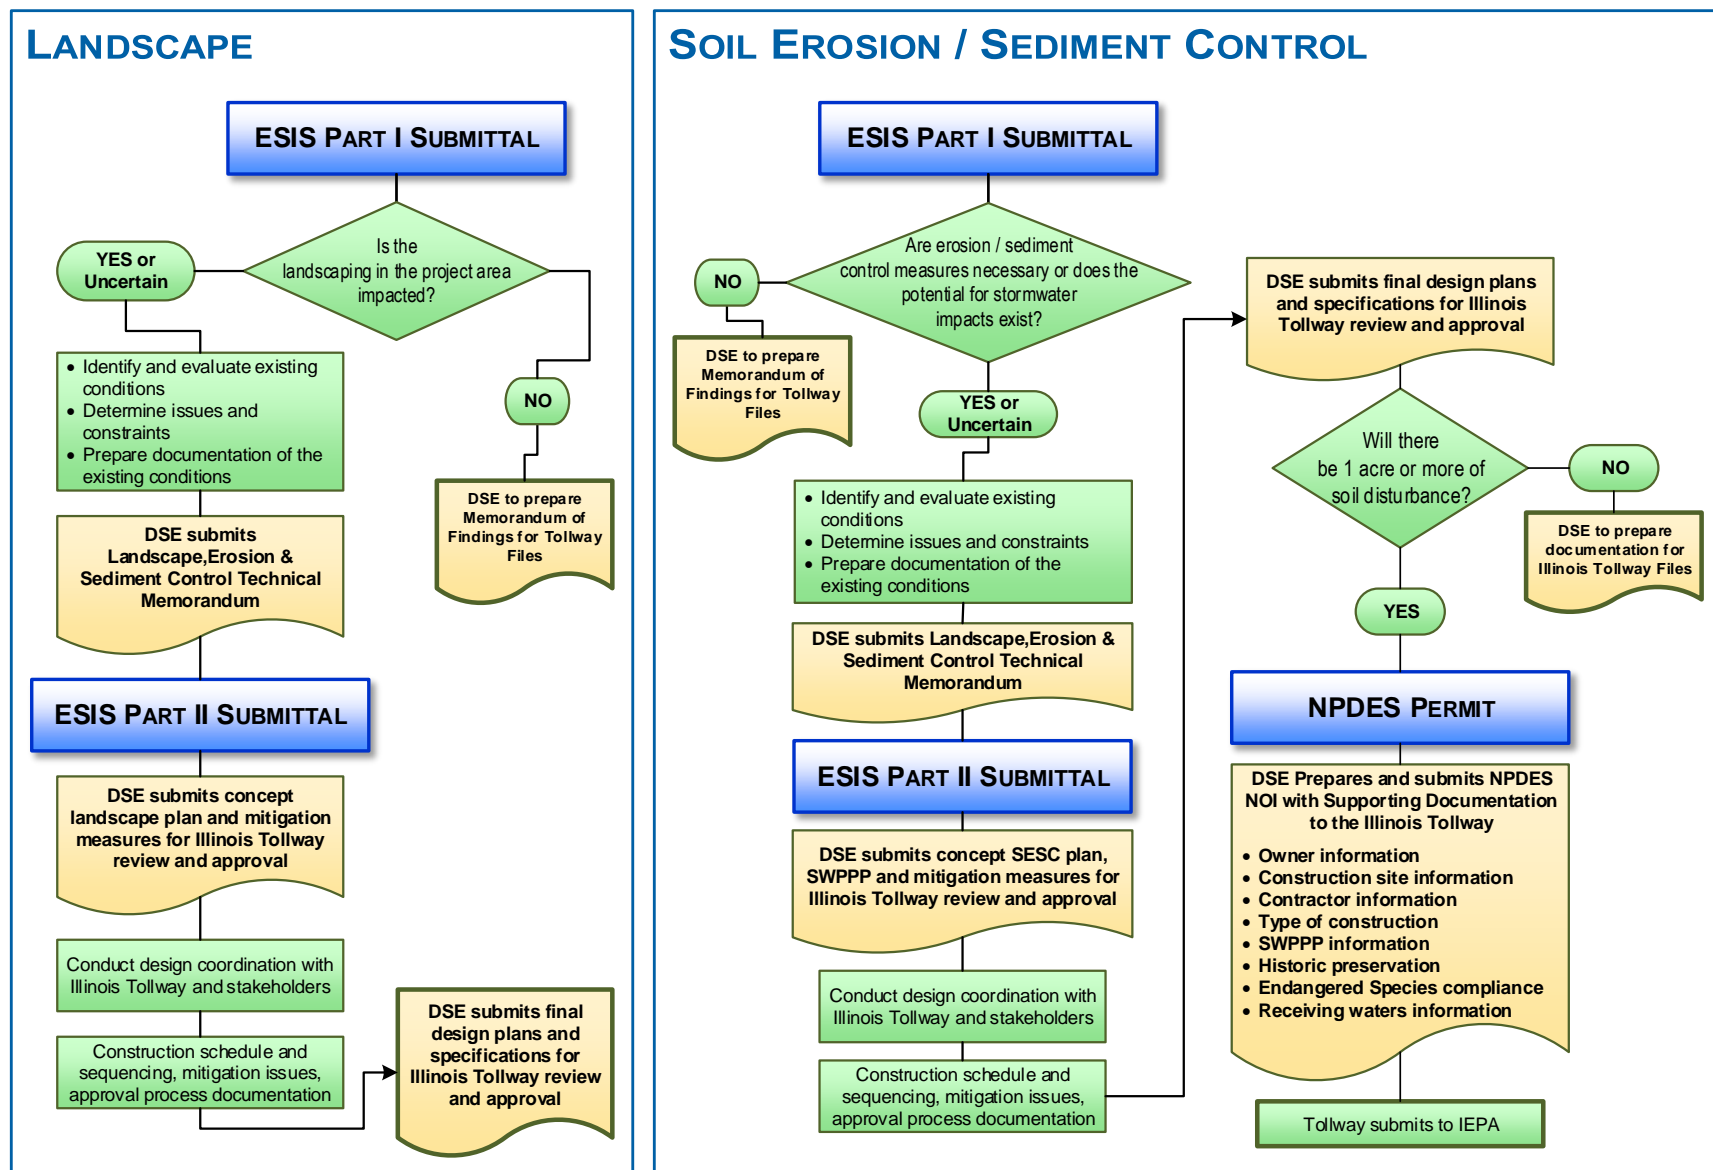 LANDSCAPE
ESIS PART I SUBMITTAL
Is the
landscaping in the project area
impacted?
YES or
Uncertain
• Identify and evaluate existing
conditions
• Determine issues and
constraints
• Prepare documentation of the
existing conditions
NO
DSE to prepare
Memorandum of
Findings for Tollway
Files
DSE submits
Landscape,Erosion &
Sediment Control Technical
Memorandum
ESIS PART II SUBMITTAL
DSE submits concept
landscape plan and mitigation
measures for Illinois Tollway
review and approval
Conduct design coordination with
Illinois Tollway and stakeholders
Construction schedule and
sequencing, mitigation issues,
approval process documentation
DSE submits final
design plans and
specifications for
Illinois Tollway review
and approval
SOIL EROSION / SEDIMENT CONTROL
ESIS PART I SUBMITTAL
Are erosion / sediment
control measures necessary or does the
potential for stormwater
impacts exist?
NO
DSE to prepare
Memorandum of
Findings for Tollway
Files
YES or
Uncertain
• Identify and evaluate existing
conditions
• Determine issues and constraints
• Prepare documentation of the
existing conditions
DSE submits Landscape,Erosion &
Sediment Control Technical
Memorandum
ESIS PART II SUBMITTAL
DSE submits concept SESC plan,
SWPPP and mitigation measures for
Illinois Tollway review and approval
Conduct design coordination with
Illinois Tollway and stakeholders
Construction schedule and
sequencing, mitigation issues,
approval process documentation
DSE submits final design plans
and specifications for Illinois
Tollway review and approval
Will there
be 1 acre or more of
soil disturbance?
NO
DSE to prepare
documentation for
Illinois Tollway Files
YES
NPDES PERMIT
DSE Prepares and submits NPDES
NOI with Supporting Documentation
to the Illinois Tollway
• Owner information
• Construction site information
• Contractor information
• Type of construction
• SWPPP information
• Historic preservation
• Endangered Species compliance
• Receiving waters information
Tollway submits to IEPA